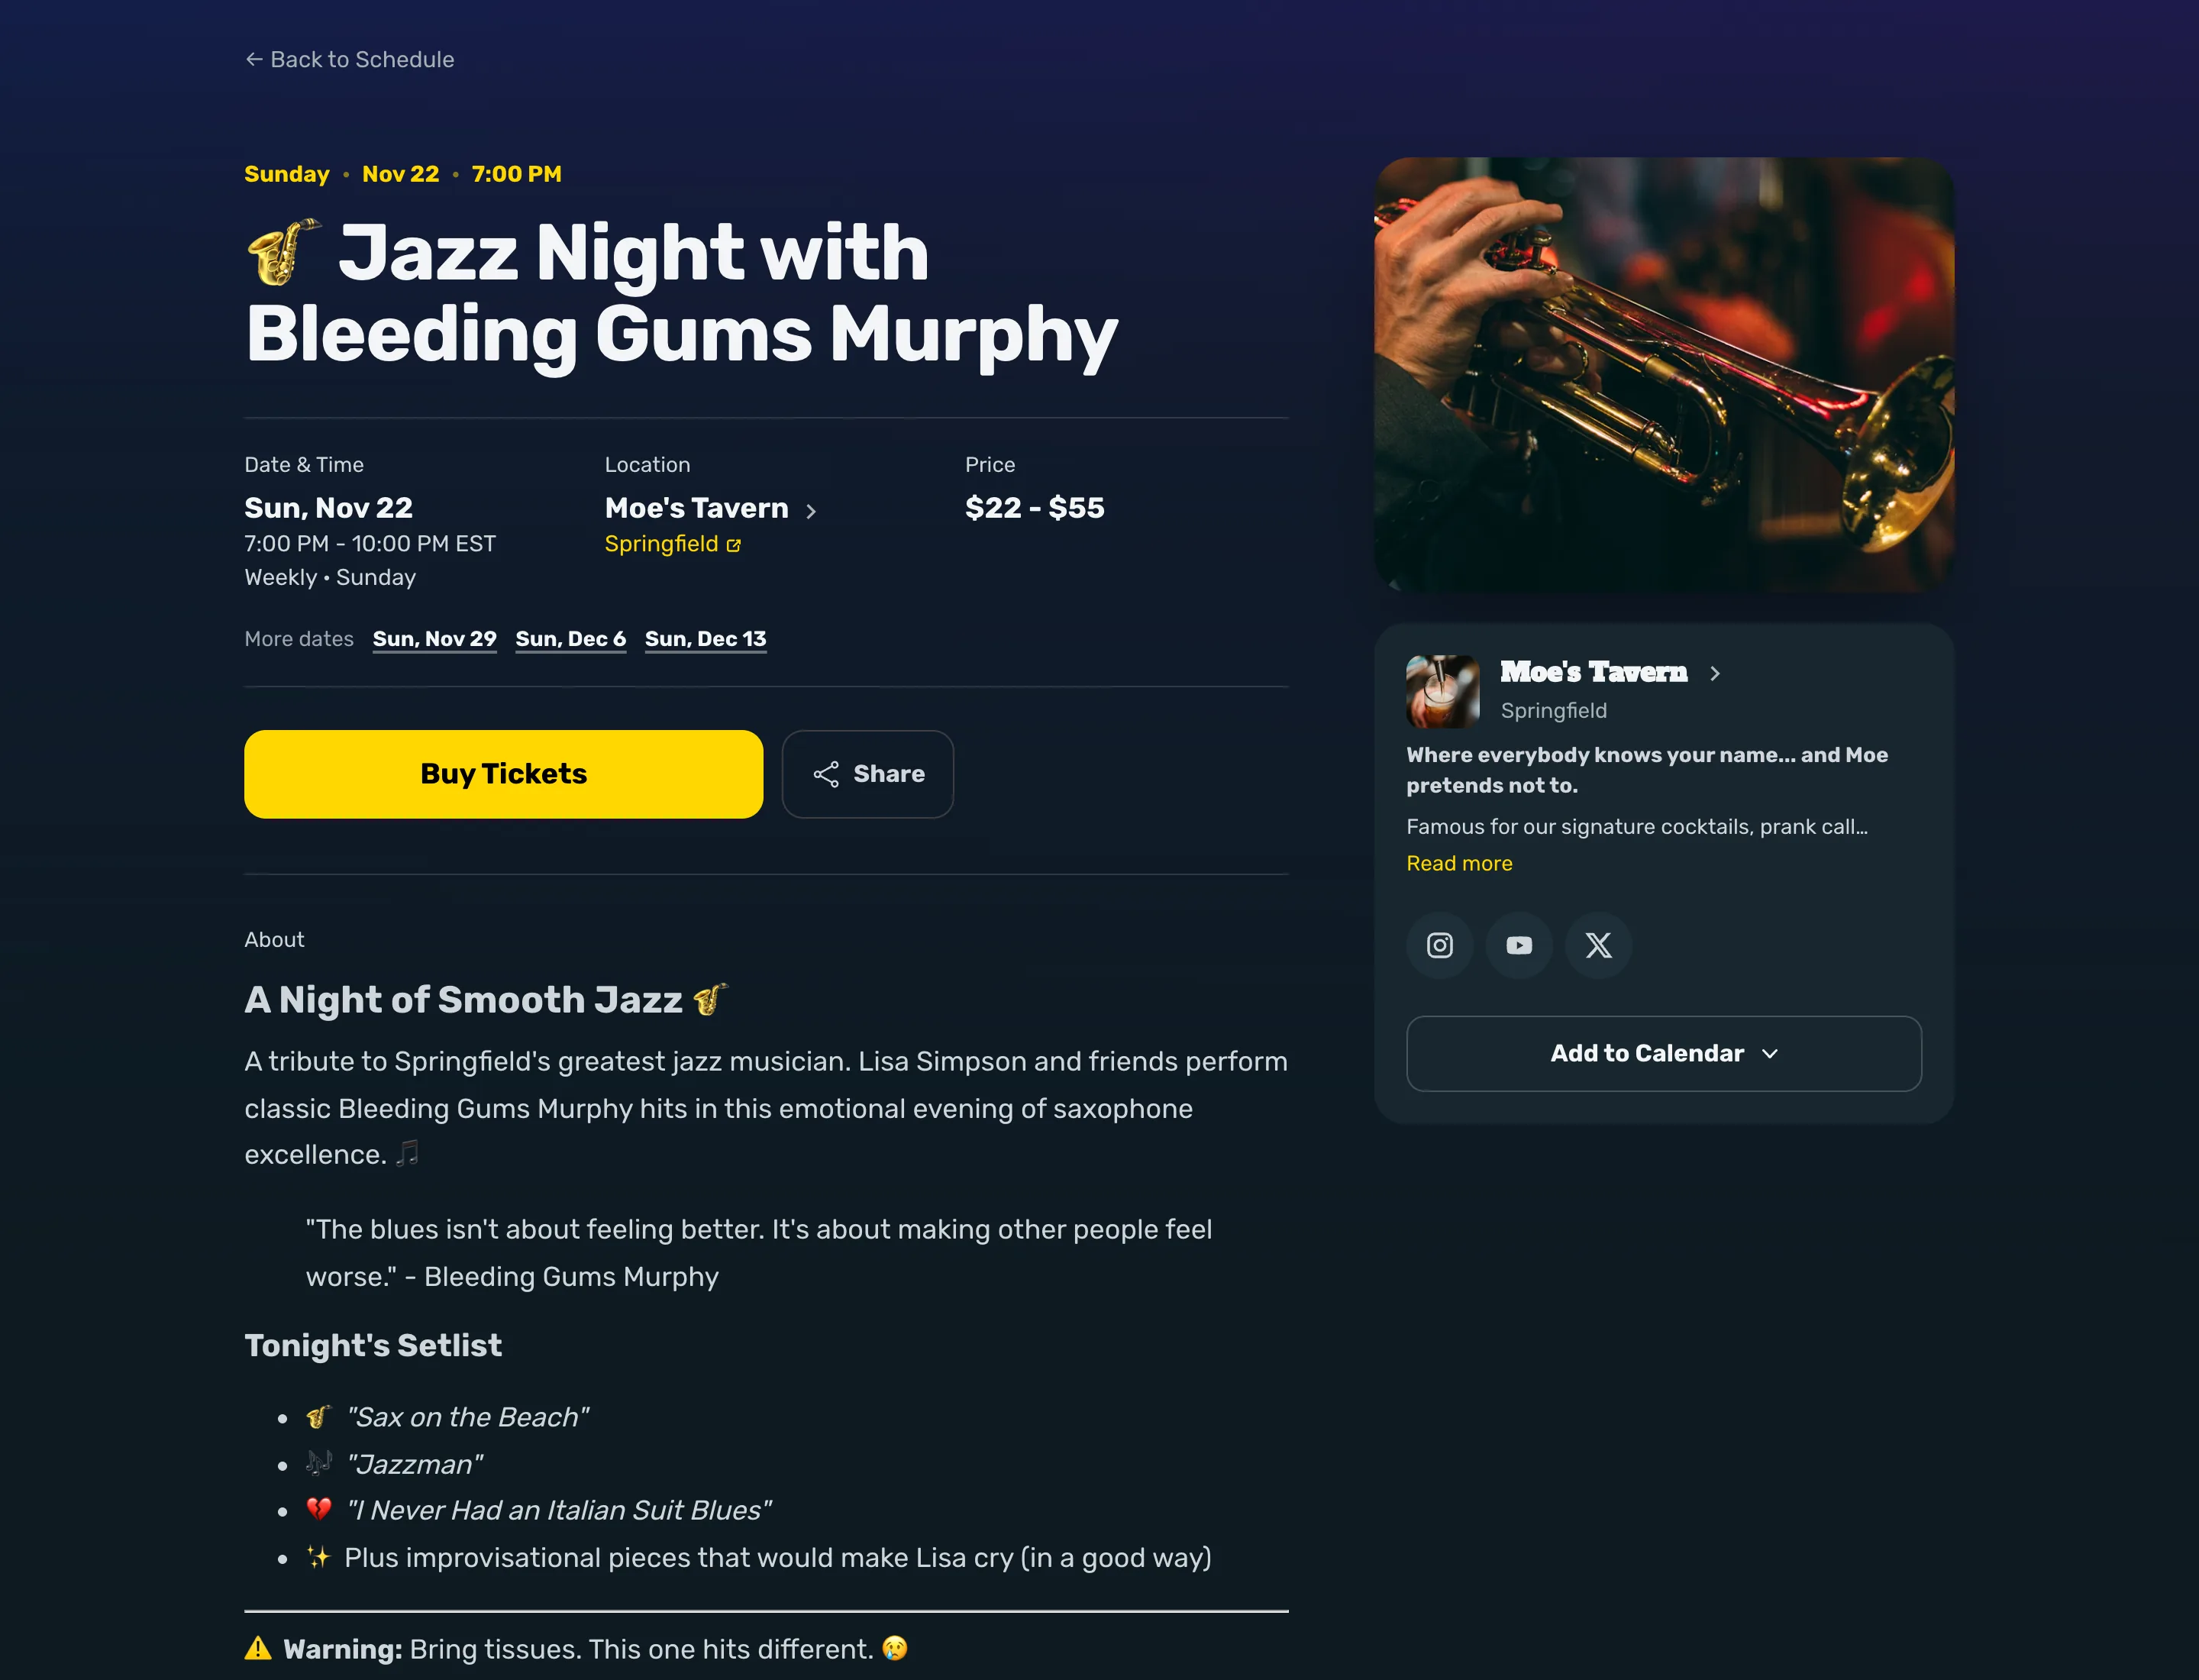 ← Back to Schedule
Sunday • Nov 22 • 7:00 PM
🎷 Jazz Night with
Bleeding Gums Murphy
Date & Time
Sun, Nov 22
7:00 PM - 10:00 PM EST
Weekly • Sunday
Location
Moe's Tavern
Springfield
Price
$22 - $55
More dates Sun, Nov 29 Sun, Dec 6 Sun, Dec 13
Buy Tickets
Share
About
A Night of Smooth Jazz 🎷
A tribute to Springfield's greatest jazz musician. Lisa Simpson and friends perform
classic Bleeding Gums Murphy hits in this emotional evening of saxophone
excellence. 🎵
"The blues isn't about feeling better. It's about making other people feel
worse." - Bleeding Gums Murphy
Tonight's Setlist
• 🎷 "Sax on the Beach"
• 🎶 "Jazzman"
• 💔 "I Never Had an Italian Suit Blues"
• ✨ Plus improvisational pieces that would make Lisa cry (in a good way)
⚠️ Warning: Bring tissues. This one hits different. 😢
Moe's Tavern
Springfield
Where everybody knows your name... and Moe
pretends not to.
Famous for our signature cocktails, prank call...
Read more
Add to Calendar